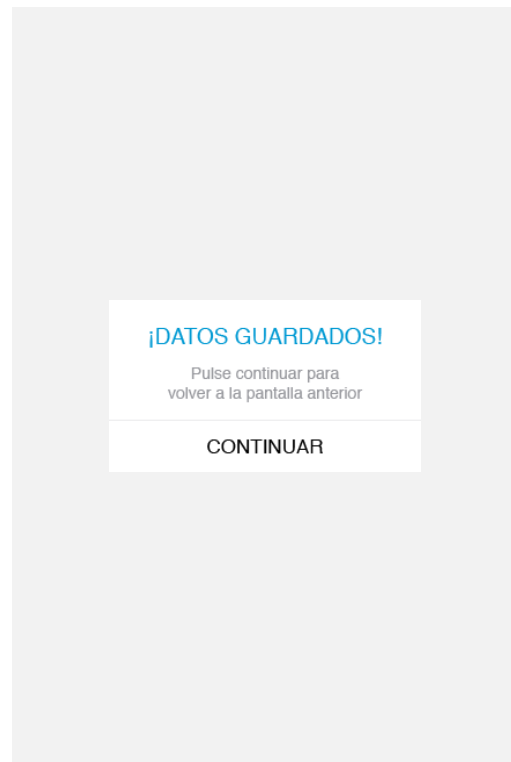 ¡DATOS GUARDADOS!
Pulse continuar para
volver a la pantalla anterior
CONTINUAR